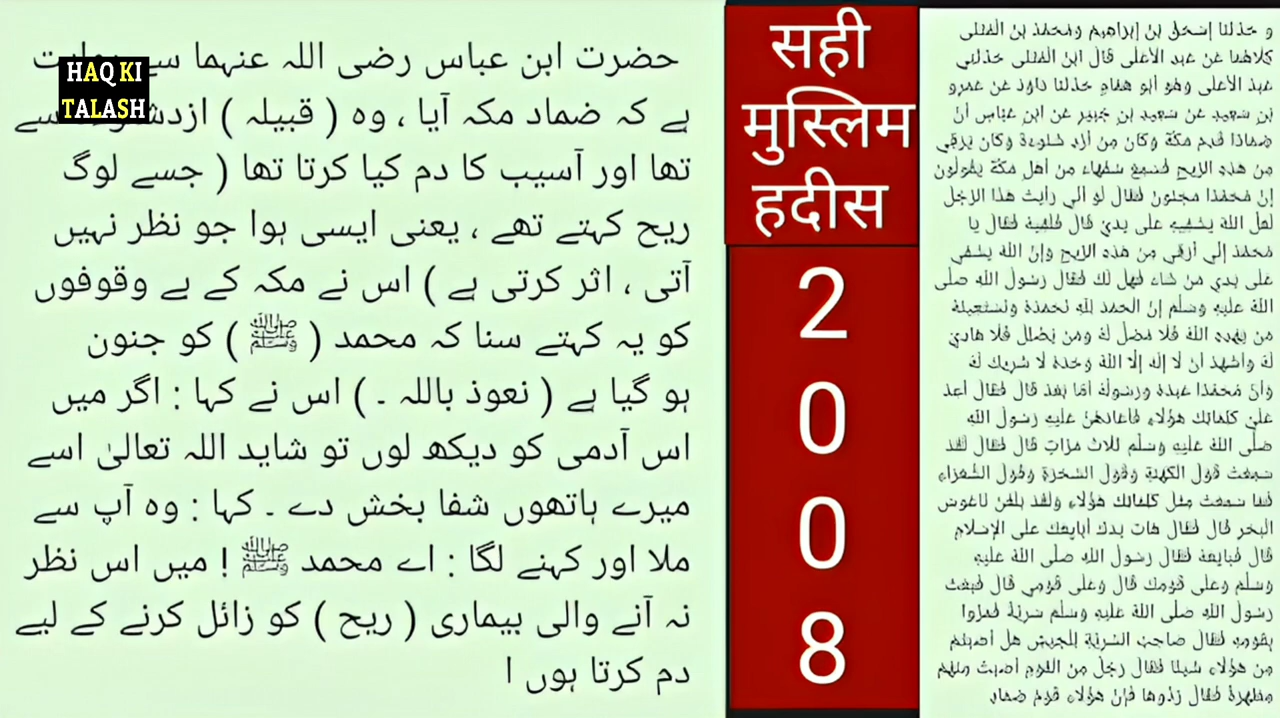 HAQ KI
TALASH
حضرت ابن عباس رضی اللہ عنہما سے
ہے کہ ضماد مکہ آیا ، وہ ( قبیلہ )
تھا اور آسیب کا دم کیا کرتا تھا ( جسے لوگ
ریح کہتے تھے ، یعنی ایسی ہوا جو نظر نہیں
آتی ، اثر کرتی ہے ) اس نے مکہ کے بے وقوفوں
کو یہ کہتے سنا کہ محمد ( ﷺ ) کو جنون
ہو گیا ہے ( نعوذ باللہ ۔ ) اس نے کہا : اگر میں
اس آدمی کو دیکھ لوں تو شاید اللہ تعالیٰ اسے
میرے ہاتھوں شفا بخش دے ۔ کہا : وہ آپ سے
ملا اور کہنے لگا : اے محمد ﷺ ! میں اس نظر
نہ آنے والی بیماری ( ریح ) کو زائل کرنے کے لیے
دم کرتا ہوں ا
सही
मुस्लिम
हदीस
2
0
0
8
و حدثنا إسحق بن إبراهيم ومحمد بن المثنى
كلاهما عن عبد الأعلى قال ابن المثنى حدثني
عبد الأعلى وهو أبو همام حدثنا داود عن عمرو
بن سعيد عن سعيد بن جبير عن ابن عباس أن
ضمادا قدم مكة وكان من أزد شنوءة وكان يرقي
من هذه الريح فسمع سفهاء من أهل مكة يقولون
إن محمدا مجنون فقال لو أني رأيت هذا الرجل
لعل الله يشفيه على يدي قال فلقيه فقال يا
محمد إني أرقي من هذه الريح وإن الله يشفي
على يدي من شاء فهل لك فقال رسول الله صلى
الله عليه وسلم إن الحمد لله نحمده ونستعينه
من يهده الله فلا مضل له ومن يضلل فلا هادي
له وأشهد أن لا إله إلا الله وحده لا شريك له
وأن محمدا عبده ورسوله أما بعد قال فقال أعد
علي كلماتك هؤلاء فأعادهن عليه رسول الله
صلى الله عليه وسلم ثلاث مرات قال فقال لقد
سمعت قول الكهنة وقول السحرة وقول الشعراء
فما سمعت مثل كلماتك هؤلاء ولقد بلغن ناعوس
البحر قال فقال هات يدك أبايعك على الإسلام
قال فبايعه فقال رسول الله صلى الله عليه
وسلم وعلى قومك قال وعلى قومي قال فبعث
رسول الله صلى الله عليه وسلم سرية فمروا
بقومه فقال صاحب السرية للجيش هل أصبتم
من هؤلاء شيئا فقال رجل من القوم أصبت منهم
مطهرة فقال ردوها فإن هؤلاء قوم ضماد